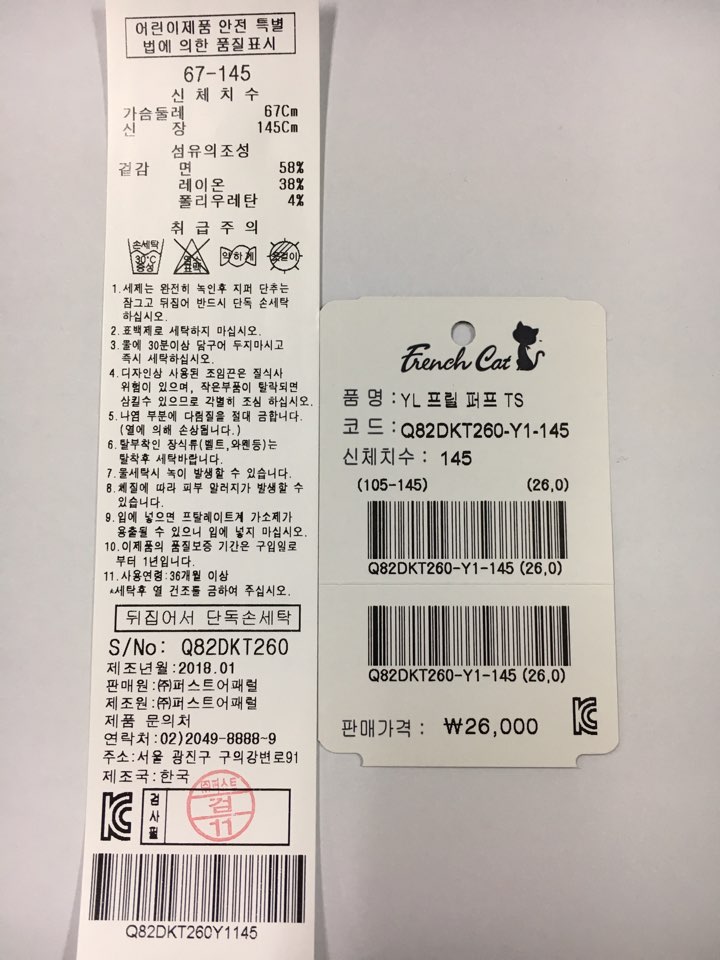 어린이제품 안전 특별
법에 의한 품질표시
67-145
신 체 치 수
가슴둘레 67Cm
신 장 145Cm
섬유의조성
겉감 면 58%
레이온 38%
폴리우레탄 4%
취 급 주 의
손세탁
30°C
중성
염소
표백
약하게
옷걸이
1.세제는 완전히 녹인후 지퍼 단추는
잠그고 뒤집어 반드시 단독 손세탁
하십시오.
2.표백제로 세탁하지 마십시오.
3.물에 30분이상 담구어 두지마시고
즉시 세탁하십시오.
4.디자인상 사용된 조임끈은 질식사
위험이 있으며, 작은부품이 탈락되면
삼킬수 있으므로 각별히 조심 하십시오.
5.나염 부분에 다림질을 절대 금합니다.
(열에 의해 손상됩니다.)
6.탈부착인 장식류(벨트,와펜등)는
탈착후 세탁바랍니다.
7.물세탁시 녹이 발생할 수 있습니다.
8.체질에 따라 피부 알러지가 발생할 수
있습니다.
9.입에 넣으면 프탈레이트계 가소제가
용출될 수 있으니 입에 넣지 마십시오.
10.이제품의 품질보증 기간은 구입일로
부터 1년입니다.
11.사용연령:36개월 이상
*세탁후 열 건조를 금하여 주십시오.
뒤집어서 단독손세탁
S/No: Q82DKT260
제조년월:2018.01
판매원:㈜퍼스트어패럴
제조원:㈜퍼스트어패럴
제품 문의처
연락처:02)2049-8888~9
주소:서울 광진구 구의강변로91
제조국:한국
검사필
㈜퍼스트
검
11
Q82DKT260Y1145
French Cat
품 명:YL 프릴 퍼프 TS
코 드:Q82DKT260-Y1-145
신체치수: 145
(105-145) (26,0)
Q82DKT260-Y1-145 (26,0)
Q82DKT260-Y1-145 (26,0)
판매가격: ₩26,000